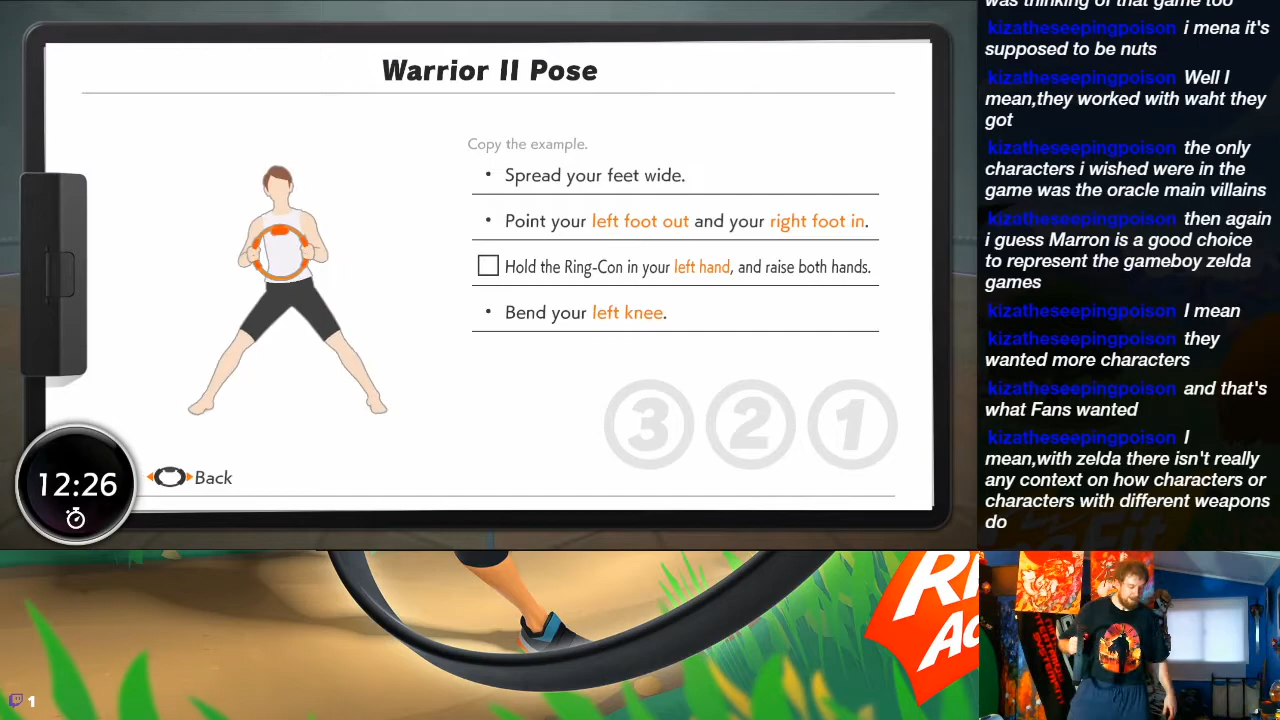 Warrior II Pose
Copy the example.
• Spread your feet wide.
• Point your left foot out and your right foot in.
Hold the Ring-Con in your left hand, and raise both hands.
• Bend your left knee.
3 2 1
Back
12:26
1
kizatheseepingpoison i mena it's
supposed to be nuts
kizatheseepingpoison Well I
mean,they worked with waht they
got
kizatheseepingpoison the only
characters i wished were in the
game was the oracle main villains
kizatheseepingpoison then again
i guess Marron is a good choice
to represent the gameboy zelda
games
kizatheseepingpoison I mean
kizatheseepingpoison they
wanted more characters
kizatheseepingpoison and that's
what Fans wanted
kizatheseepingpoison I
mean,with zelda there isn't really
any context on how characters or
characters with different weapons
do